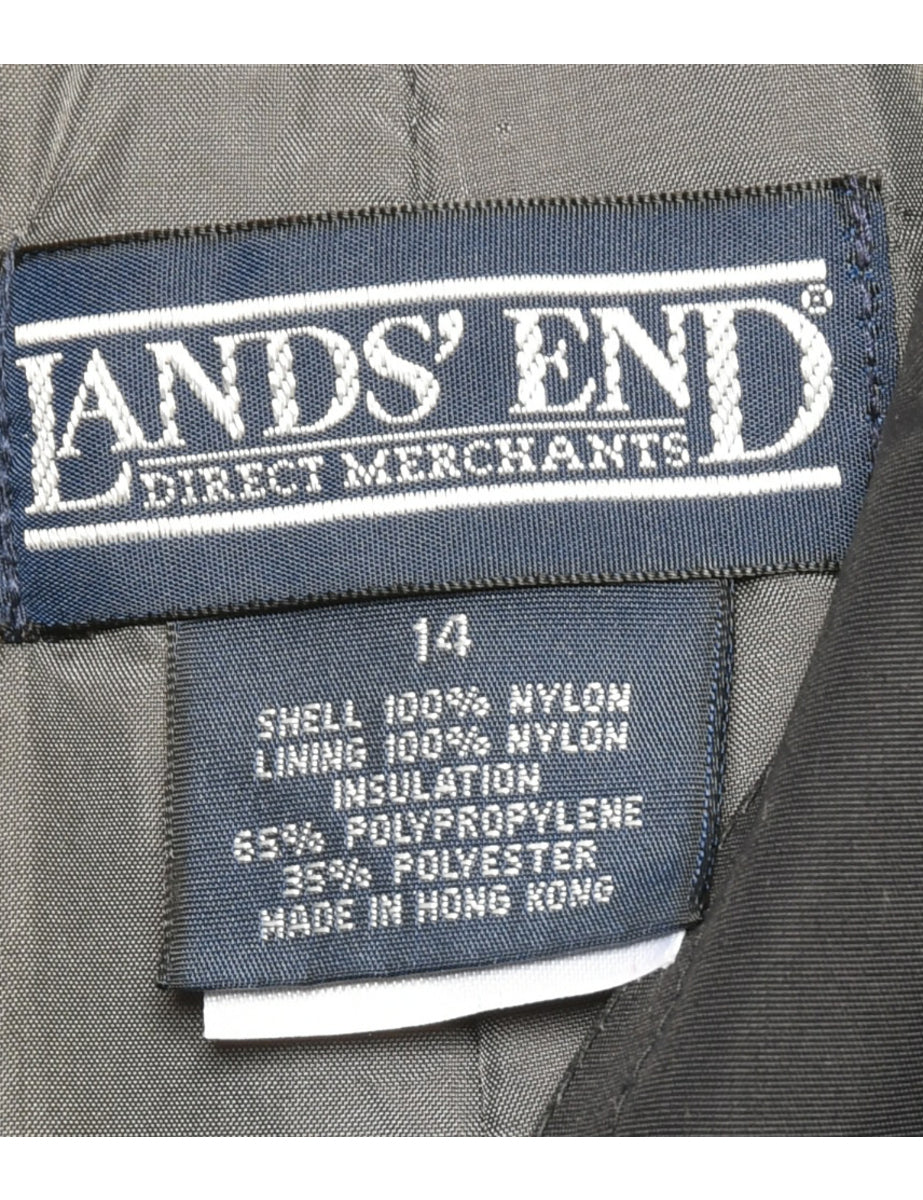 LANDS' END®
DIRECT MERCHANTS
14
SHELL 100% NYLON
LINING 100% NYLON
INSULATION
65% POLYPROPYLENE
35% POLYESTER
MADE IN HONG KONG